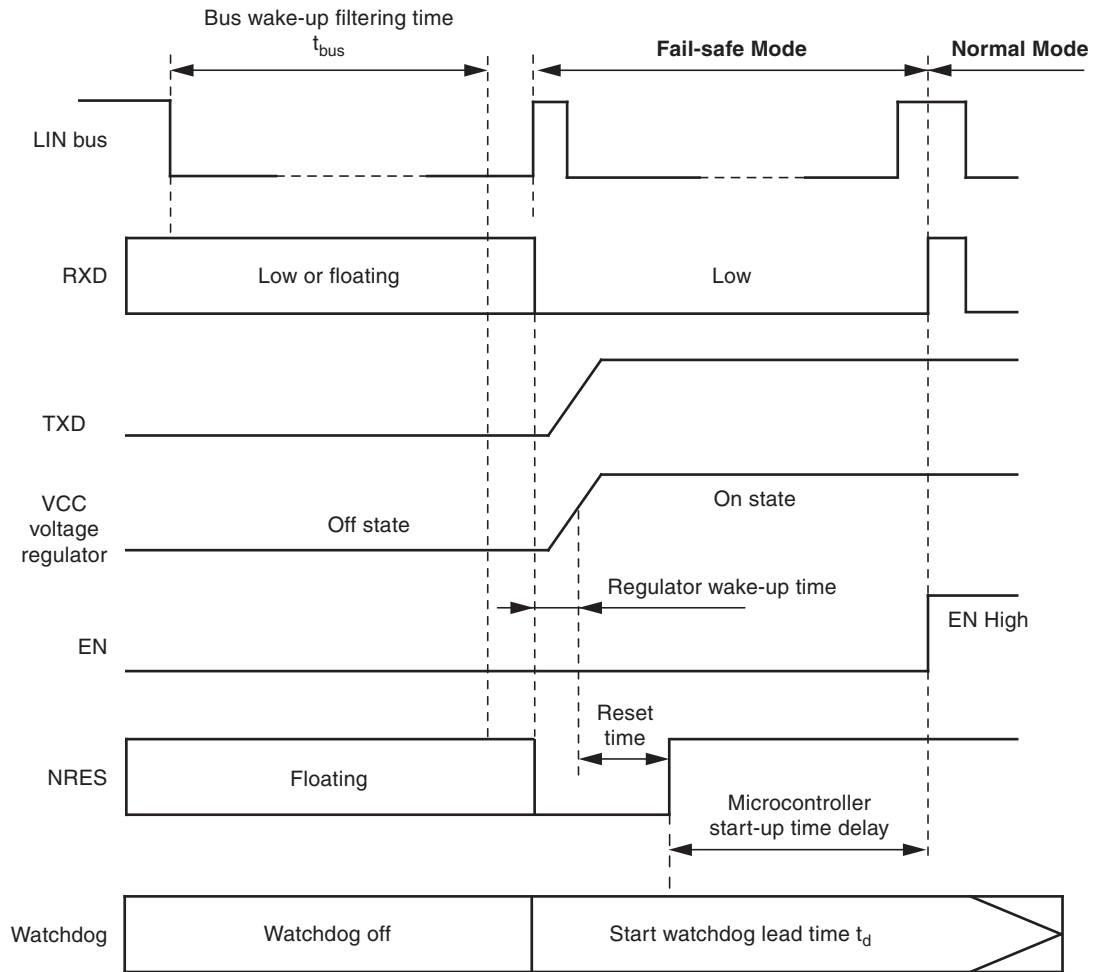 Bus wake-up filtering time
tbus
Fail-safe Mode
Normal Mode
LIN bus
RXD
Low or floating
Low
TXD
VCC
voltage
regulator
Off state
On state
Regulator wake-up time
EN
EN High
Reset
time
NRES
Floating
Microcontroller
start-up time delay
Watchdog
Watchdog off
Start watchdog lead time td